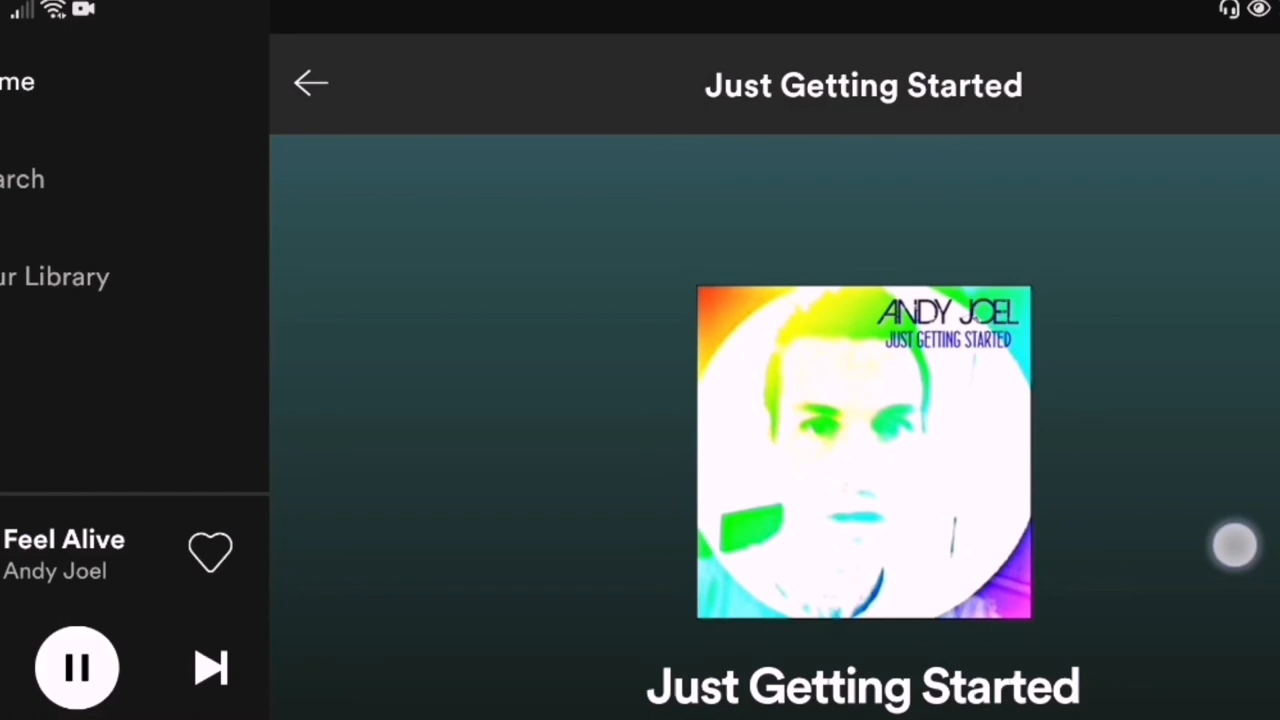 me
Just Getting Started
arch
ur Library
ANDY JOEL
JUST GETTING STARTED
Feel Alive
Andy Joel
Just Getting Started